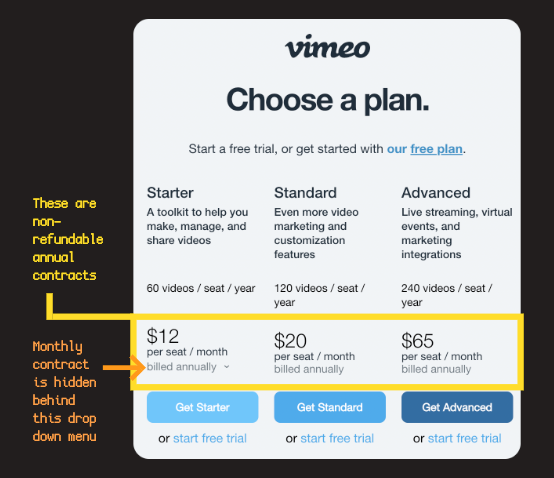 vimeo
Choose a plan.
Start a free trial, or get started with our free plan.
These are
non-
refundable
annual
contracts
Starter
A toolkit to help you
make, manage, and
share videos
60 videos / seat / year
$12
per seat / month
billed annually
Get Starter
or start free trial
Standard
Even more video
marketing and
customization
features
120 videos / seat /
year
$20
per seat / month
billed annually
Get Standard
or start free trial
Advanced
Live streaming, virtual
events, and
marketing
integrations
240 videos / seat /
year
$65
per seat / month
billed annually
Get Advanced
or start free trial
Monthly
contract
is hidden
behind
this drop
down menu